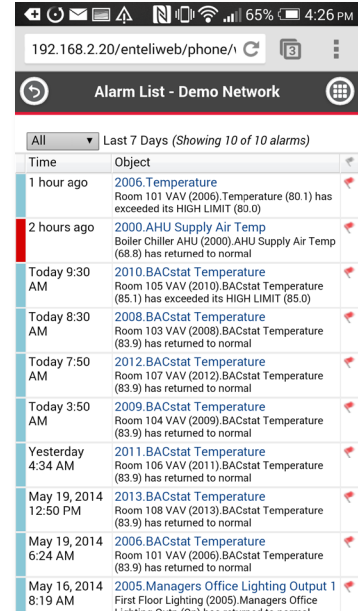 65% 4:26 PM
192.168.2.20/enteliweb/phone/
3
Alarm List - Demo Network
All Last 7 Days (Showing 10 of 10 alarms)
Time Object
1 hour ago 2006.Temperature
Room 101 VAV (2006).Temperature (80.1) has
exceeded its HIGH LIMIT (80.0)
2 hours ago 2000.AHU Supply Air Temp
Boiler Chiller AHU (2000).AHU Supply Air Temp
(68.8) has returned to normal
Today 9:30 2010.BACstat Temperature
AM Room 105 VAV (2010).BACstat Temperature
(85.1) has exceeded its HIGH LIMIT (85.0)
Today 8:30 2008.BACstat Temperature
AM Room 103 VAV (2008).BACstat Temperature
(83.9) has returned to normal
Today 7:50 2012.BACstat Temperature
AM Room 107 VAV (2012).BACstat Temperature
(83.9) has returned to normal
Today 3:50 2009.BACstat Temperature
AM Room 104 VAV (2009).BACstat Temperature
(83.9) has returned to normal
Yesterday 2011.BACstat Temperature
4:34 AM Room 106 VAV (2011).BACstat Temperature
(83.9) has returned to normal
May 19, 2014 2013.BACstat Temperature
12:50 PM Room 108 VAV (2013).BACstat Temperature
(83.9) has returned to normal
May 19, 2014 2006.BACstat Temperature
6:24 AM Room 101 VAV (2006).BACstat Temperature
(83.9) has returned to normal
May 16, 2014 2005.Managers Office Lighting Output 1
8:19 AM First Floor Lighting (2005).Managers Office
Lighting Outp (On) has returned to normal